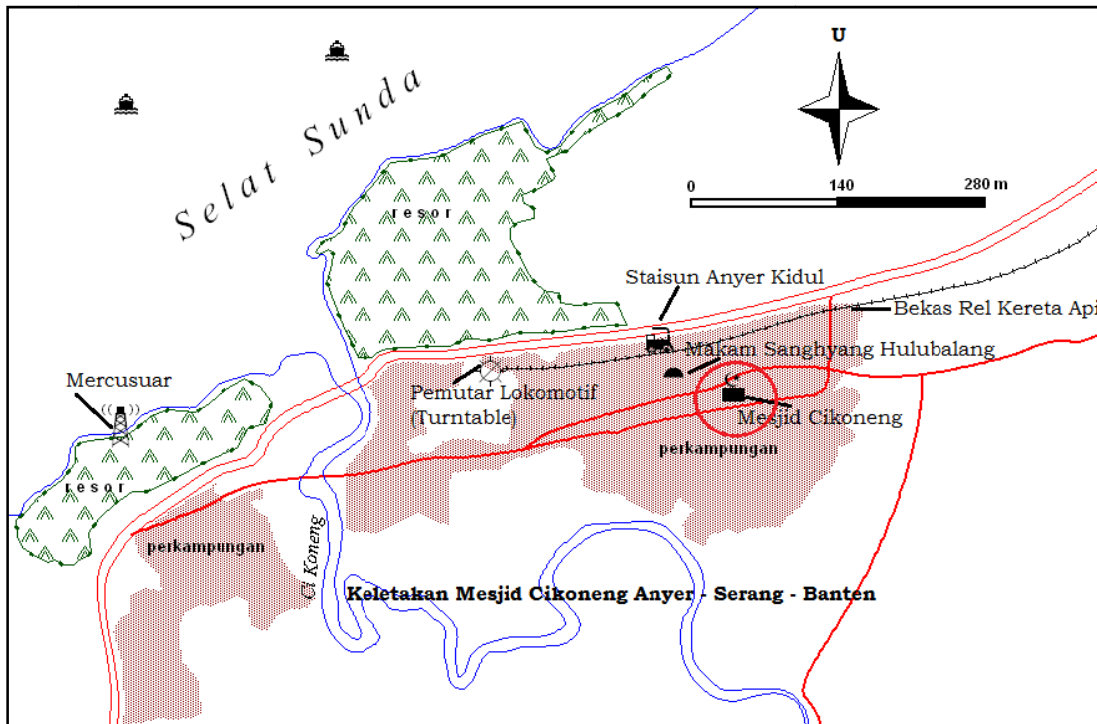 U
Selat Sunda
0 140 280 m
resor
Staisun Anyer Kidul
Bekas Rel Kereta Api
Makam Sanghyang Hulubalang
Mercusuar
Pemutar Lokomotif
(Turntable)
Mesjid Cikoneng
perkampungan
resor
perkampungan
Ci Koneng
Keletakan Mesjid Cikoneng Anyer - Serang - Banten